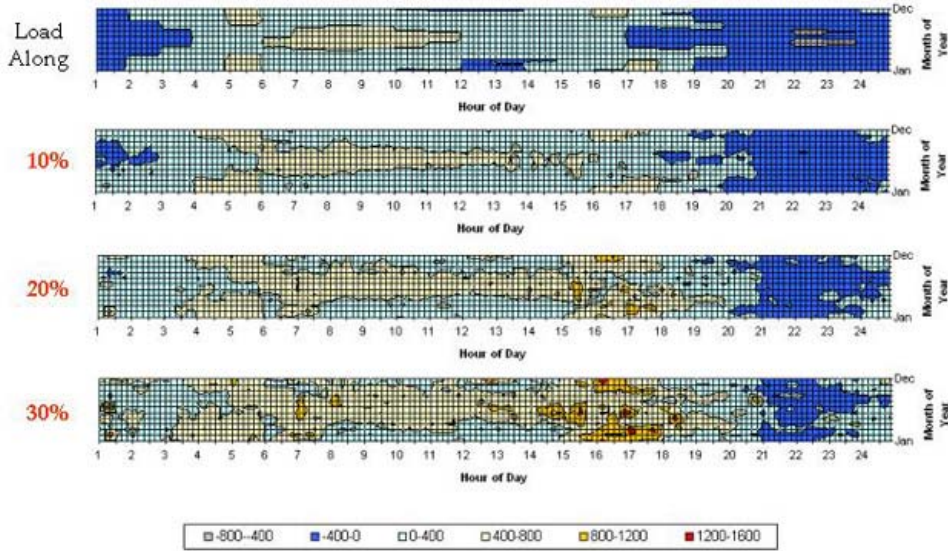 Load
Along
Dec
Month of
Year
Jan
1 2 3 4 5 6 7 8 9 10 11 12 13 14 15 16 17 18 19 20 21 22 23 24
Hour of Day
10%
Dec
Month of
Year
Jan
1 2 3 4 5 6 7 8 9 10 11 12 13 14 15 16 17 18 19 20 21 22 23 24
Hour of Day
20%
Dec
Month of
Year
Jan
1 2 3 4 5 6 7 8 9 10 11 12 13 14 15 16 17 18 19 20 21 22 23 24
Hour of Day
30%
Dec
Month of
Year
Jan
1 2 3 4 5 6 7 8 9 10 11 12 13 14 15 16 17 18 19 20 21 22 23 24
Hour of Day
-800--400 -400-0 0-400 400-800 800-1200 1200-1600